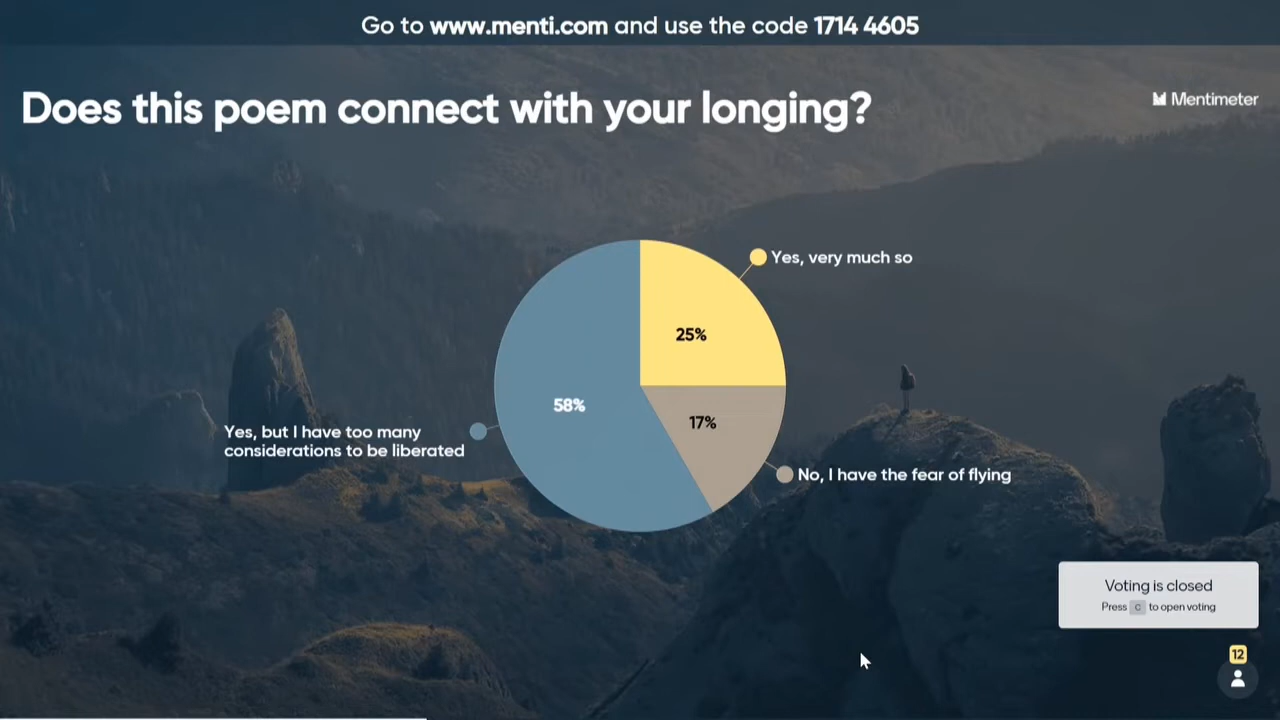 Go to www.menti.com and use the code 1714 4605
Does this poem connect with your longing?
Mentimeter
Yes, very much so
25%
58%
17%
Yes, but I have too many
considerations to be liberated
No, I have the fear of flying
Voting is closed
Press C to open voting
12